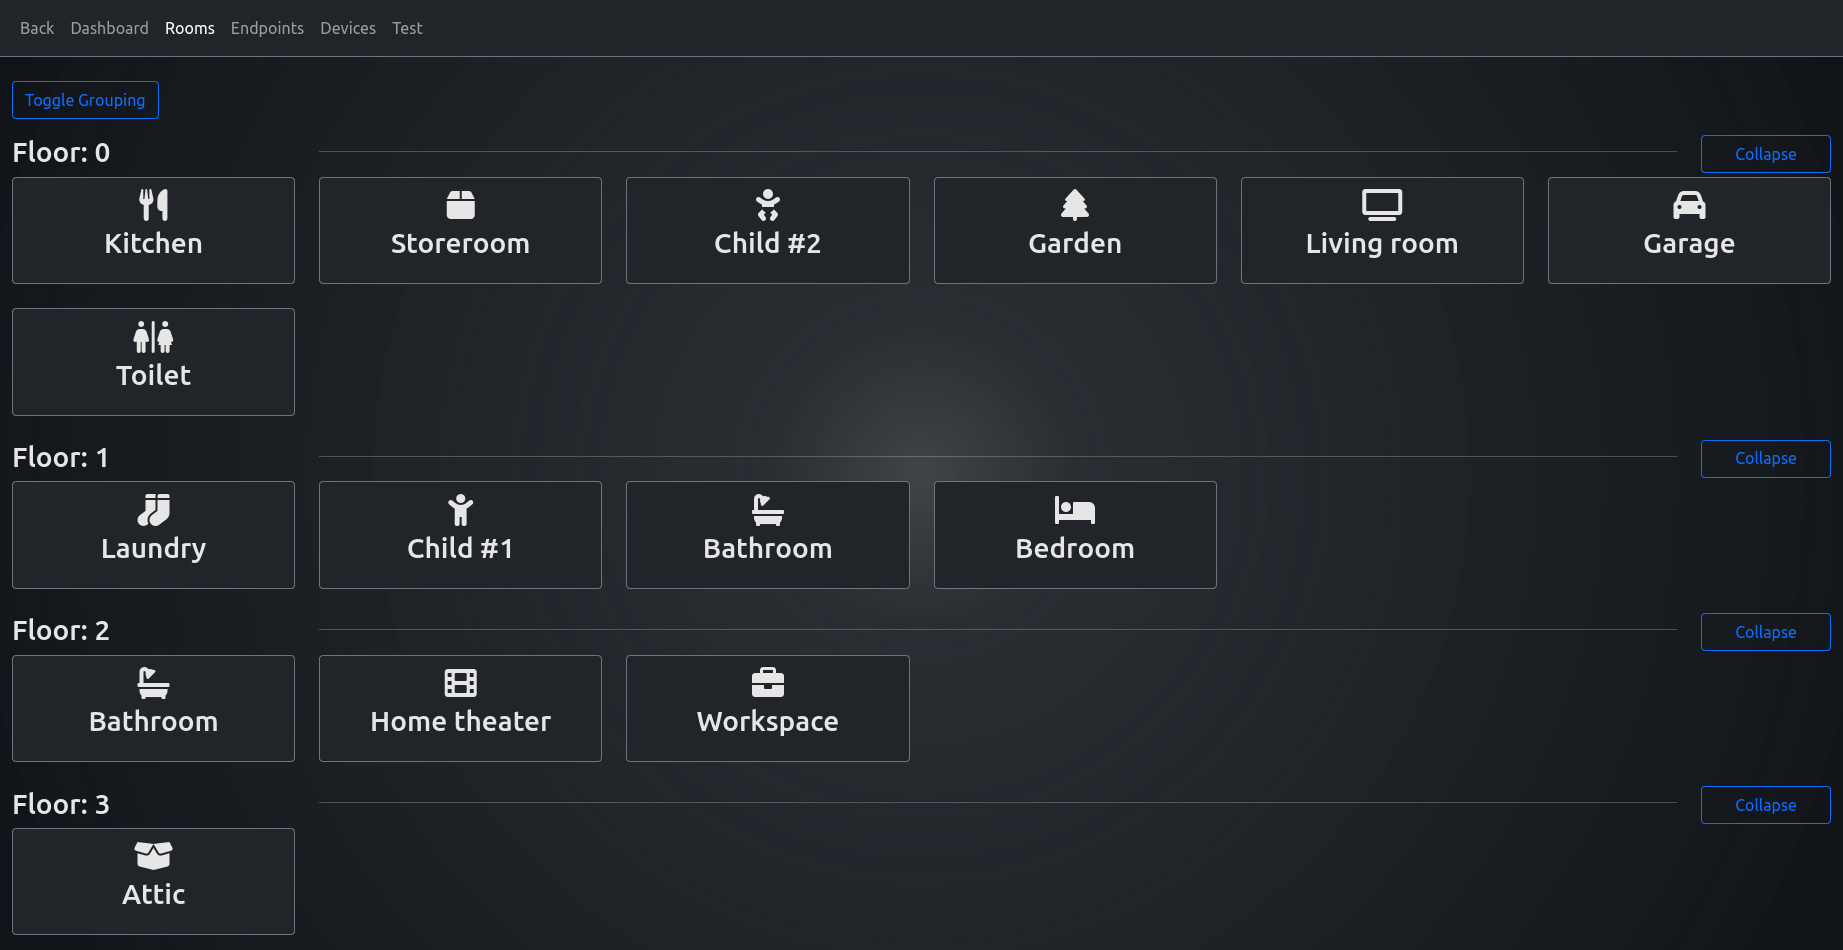 Back Dashboard Rooms Endpoints Devices Test
Toggle Grouping
Floor: 0 Collapse
Kitchen Storeroom Child #2 Garden Living room Garage
Toilet
Floor: 1 Collapse
Laundry Child #1 Bathroom Bedroom
Floor: 2 Collapse
Bathroom Home theater Workspace
Floor: 3 Collapse
Attic